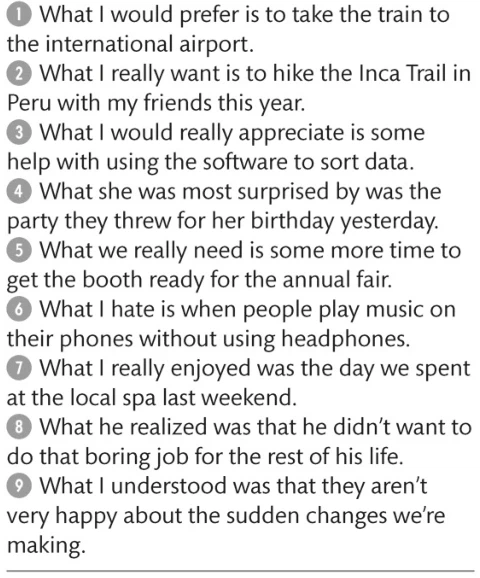 1 What I would prefer is to take the train to
the international airport.
2 What I really want is to hike the Inca Trail in
Peru with my friends this year.
3 What I would really appreciate is some
help with using the software to sort data.
4 What she was most surprised by was the
party they threw for her birthday yesterday.
5 What we really need is some more time to
get the booth ready for the annual fair.
6 What I hate is when people play music on
their phones without using headphones.
7 What I really enjoyed was the day we spent
at the local spa last weekend.
8 What he realized was that he didn’t want to
do that boring job for the rest of his life.
9 What I understood was that they aren’t
very happy about the sudden changes we’re
making.